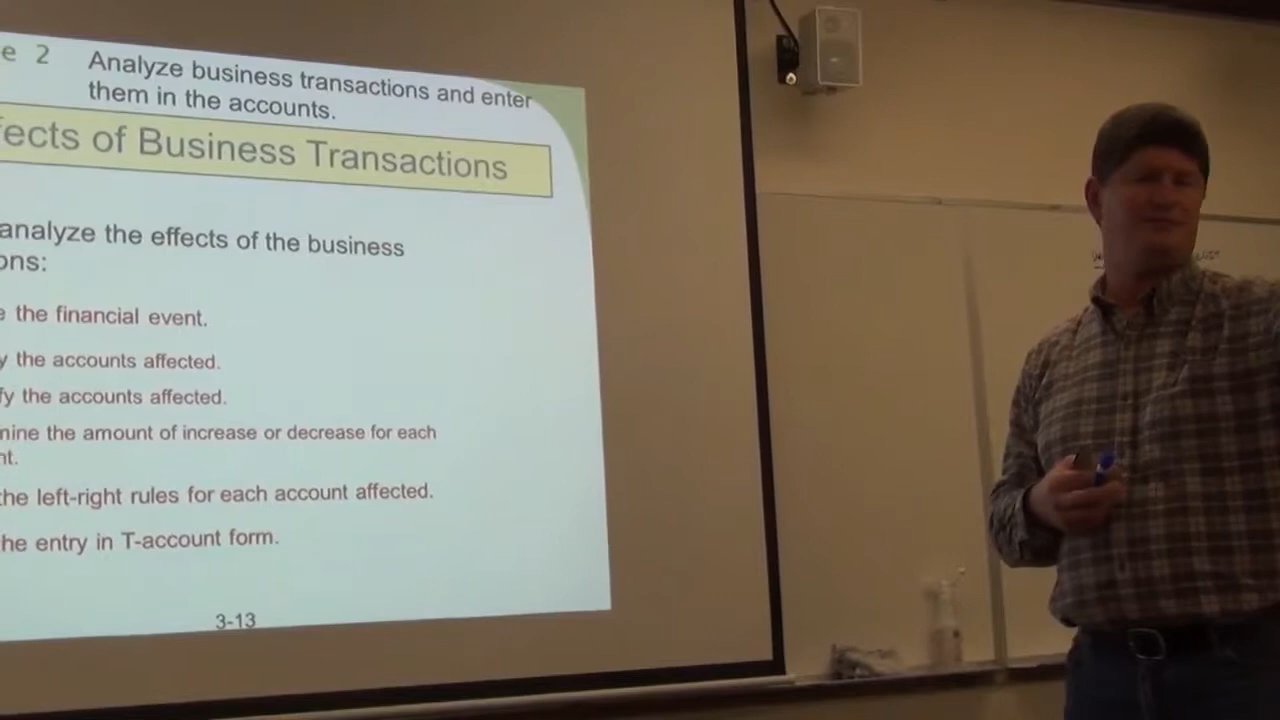 e 2 Analyze business transactions and enter
them in the accounts.
fects of Business Transactions
analyze the effects of the business
ons:
e the financial event.
y the accounts affected.
fy the accounts affected.
mine the amount of increase or decrease for each
nt.
the left-right rules for each account affected.
he entry in T-account form.
3-13